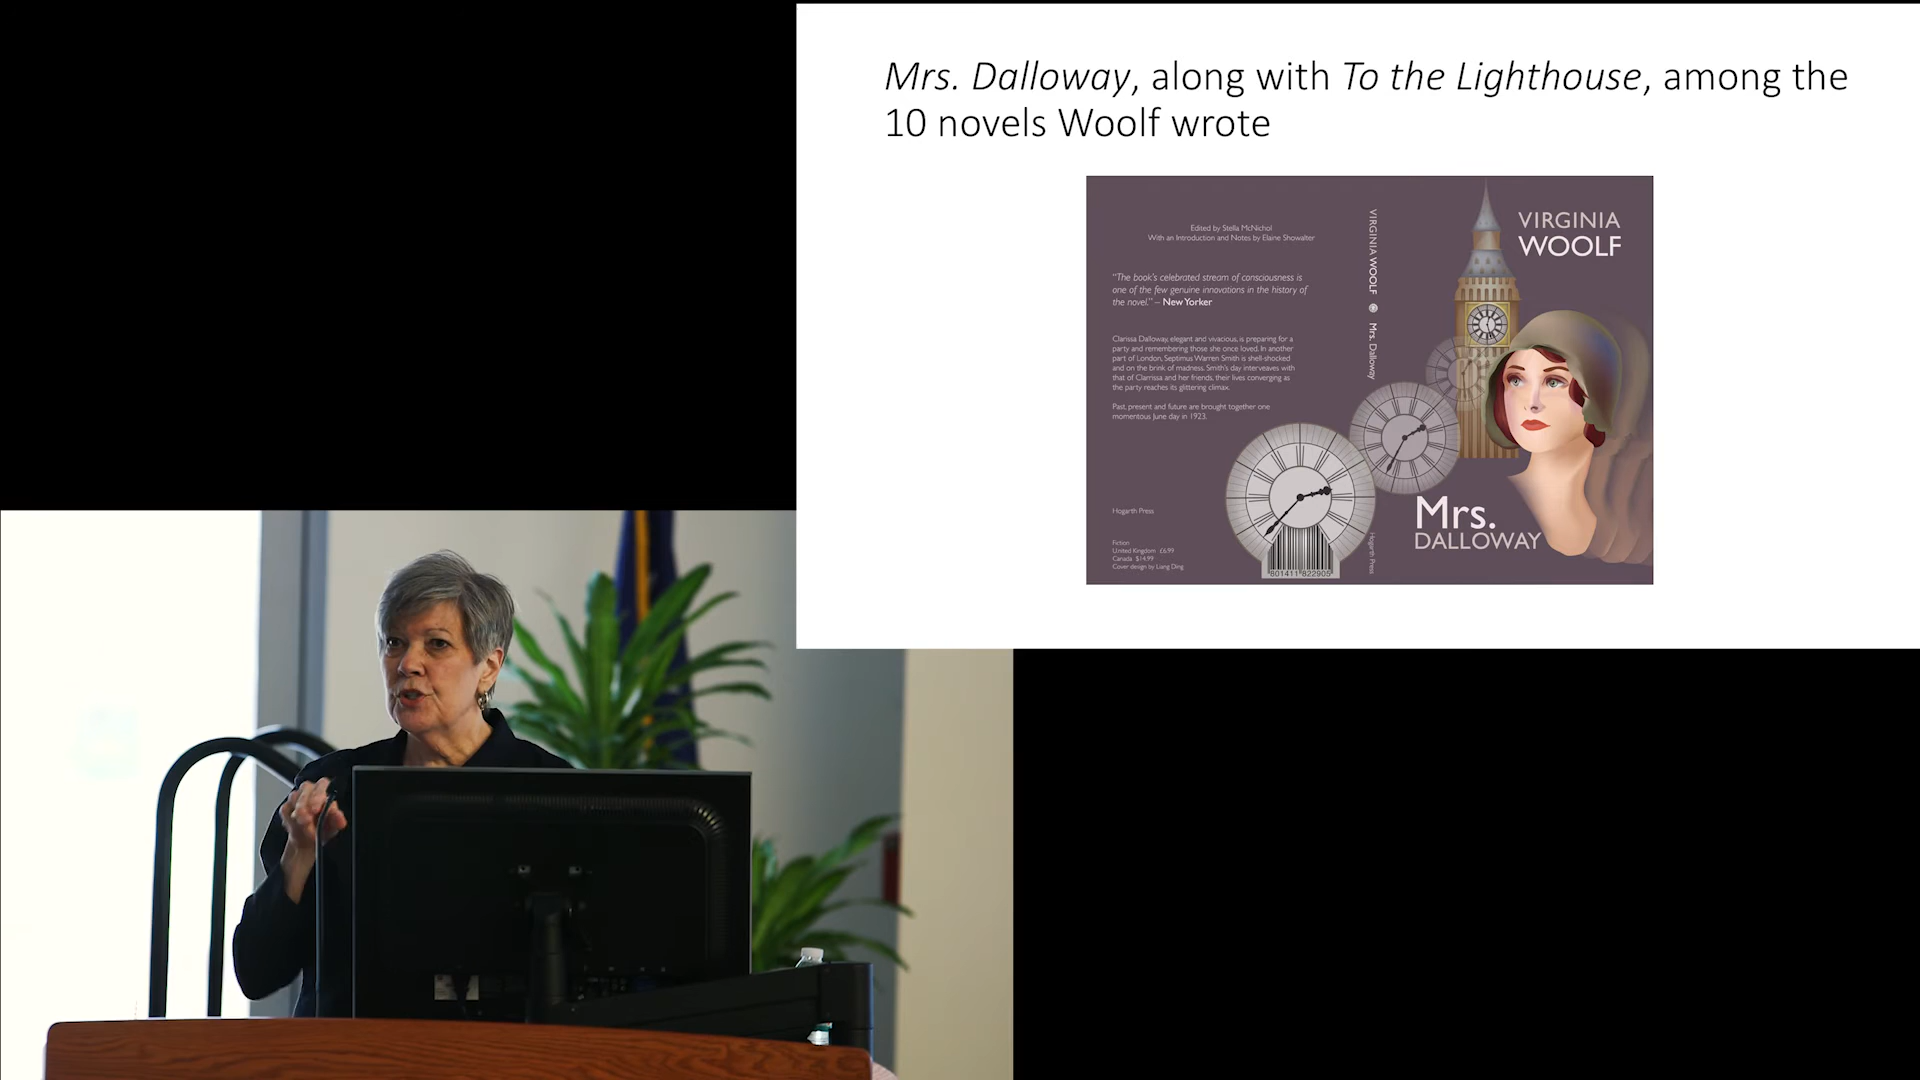 Mrs. Dalloway, along with To the Lighthouse, among the
10 novels Woolf wrote
Edited by Stella McNichol
With an Introduction and Notes by Elaine Showalter
“The book’s celebrated stream of consciousness is
one of the few genuine innovations in the history of
the novel.” – New Yorker
Clarissa Dalloway, elegant and vivacious, is preparing for a
party and remembering those she once loved. In another
part of London, Septimus Warren Smith is shell-shocked
and on the brink of madness. Smith's day interweaves with
that of Clarrissa and her friends, their lives converging as
the party reaches its glittering climax.
Past, present and future are brought together one
momentous June day in 1923.
Hogarth Press
Fiction
United Kingdom £6.99
Canada $14.99
Cover design by Liang Ding
801411 822905
VIRGINIA WOOLF
Mrs. Dalloway
Hogarth Press
VIRGINIA
WOOLF
Mrs.
DALLOWAY